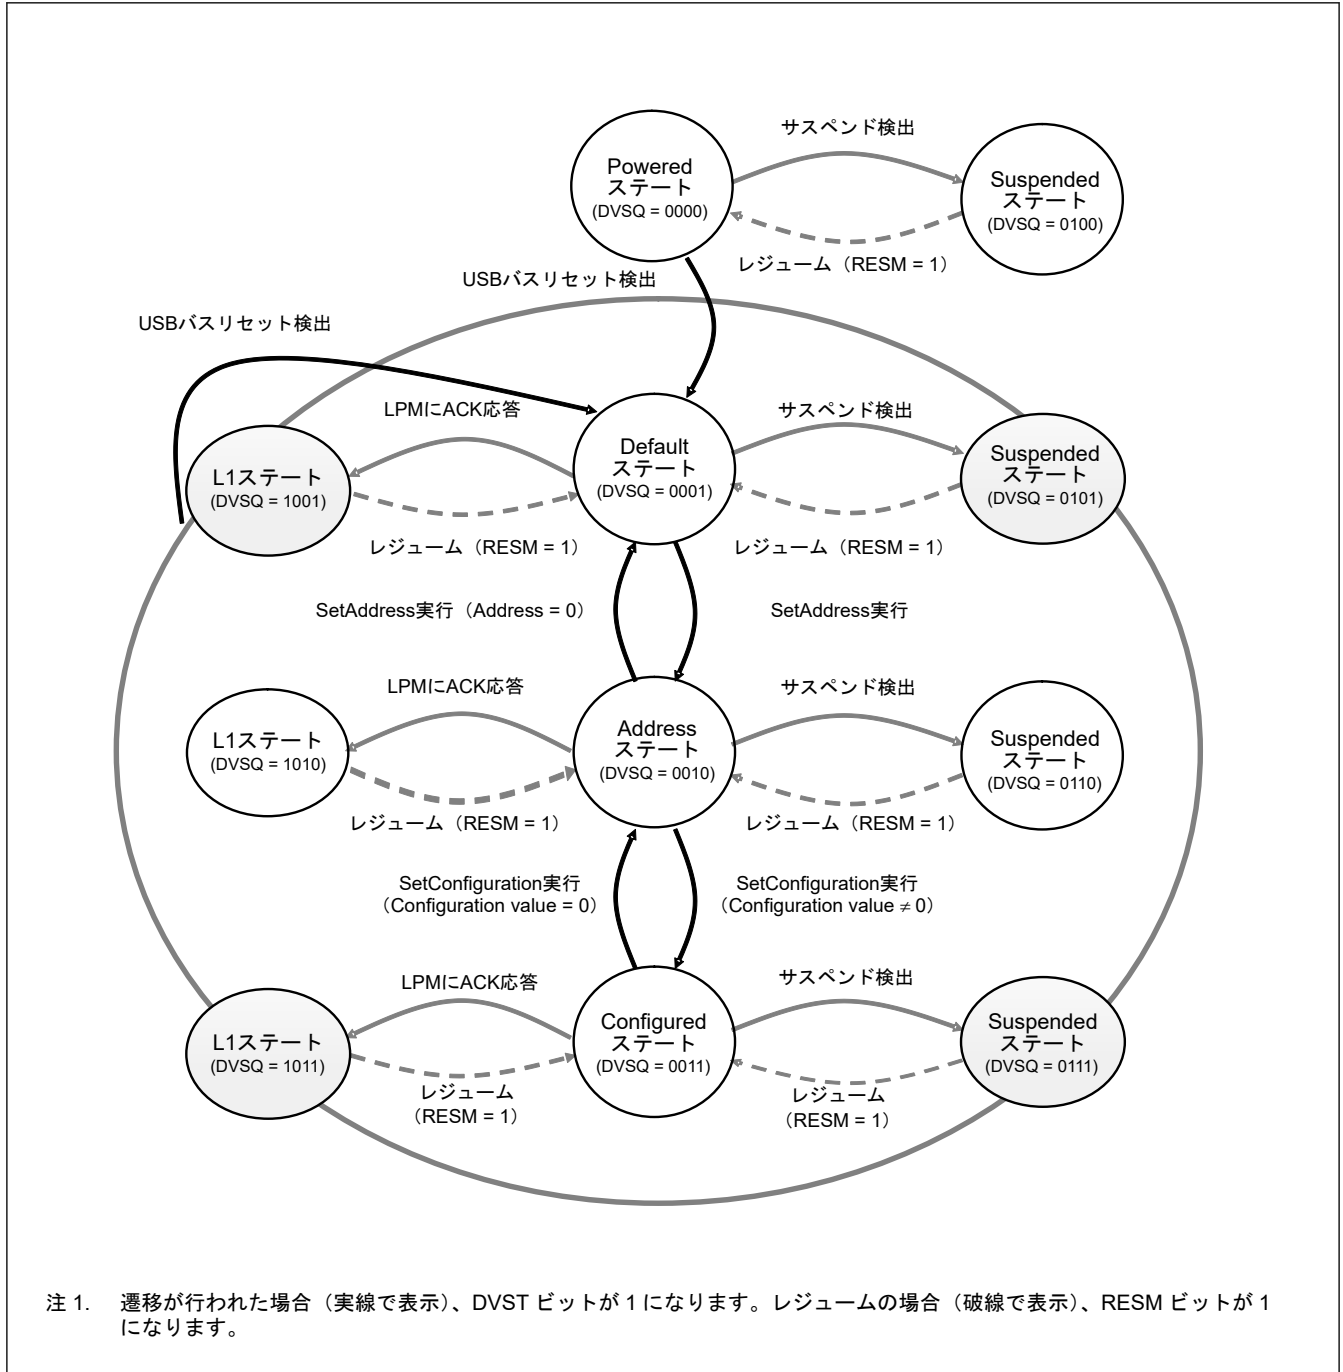 サスペンド検出
Powered
ステート
(DVSQ = 0000)
Suspended
ステート
(DVSQ = 0100)
レジューム（RESM = 1）
USBバスリセット検出
USBバスリセット検出
LPMにACK応答
サスペンド検出
L1ステート
(DVSQ = 1001)
Default
ステート
(DVSQ = 0001)
Suspended
ステート
(DVSQ = 0101)
レジューム（RESM = 1）
レジューム（RESM = 1）
SetAddress実行（Address = 0）
SetAddress実行
LPMにACK応答
サスペンド検出
L1ステート
(DVSQ = 1010)
Address
ステート
(DVSQ = 0010)
Suspended
ステート
(DVSQ = 0110)
レジューム（RESM = 1）
レジューム（RESM = 1）
SetConfiguration実行
（Configuration value = 0）
SetConfiguration実行
（Configuration value ≠ 0）
LPMにACK応答
サスペンド検出
L1ステート
(DVSQ = 1011)
Configured
ステート
(DVSQ = 0011)
Suspended
ステート
(DVSQ = 0111)
レジューム
（RESM = 1）
レジューム
（RESM = 1）
注 1. 遷移が行われた場合（実線で表示）、DVST ビットが 1 になります。レジュームの場合（破線で表示）、RESM ビットが 1
になります。